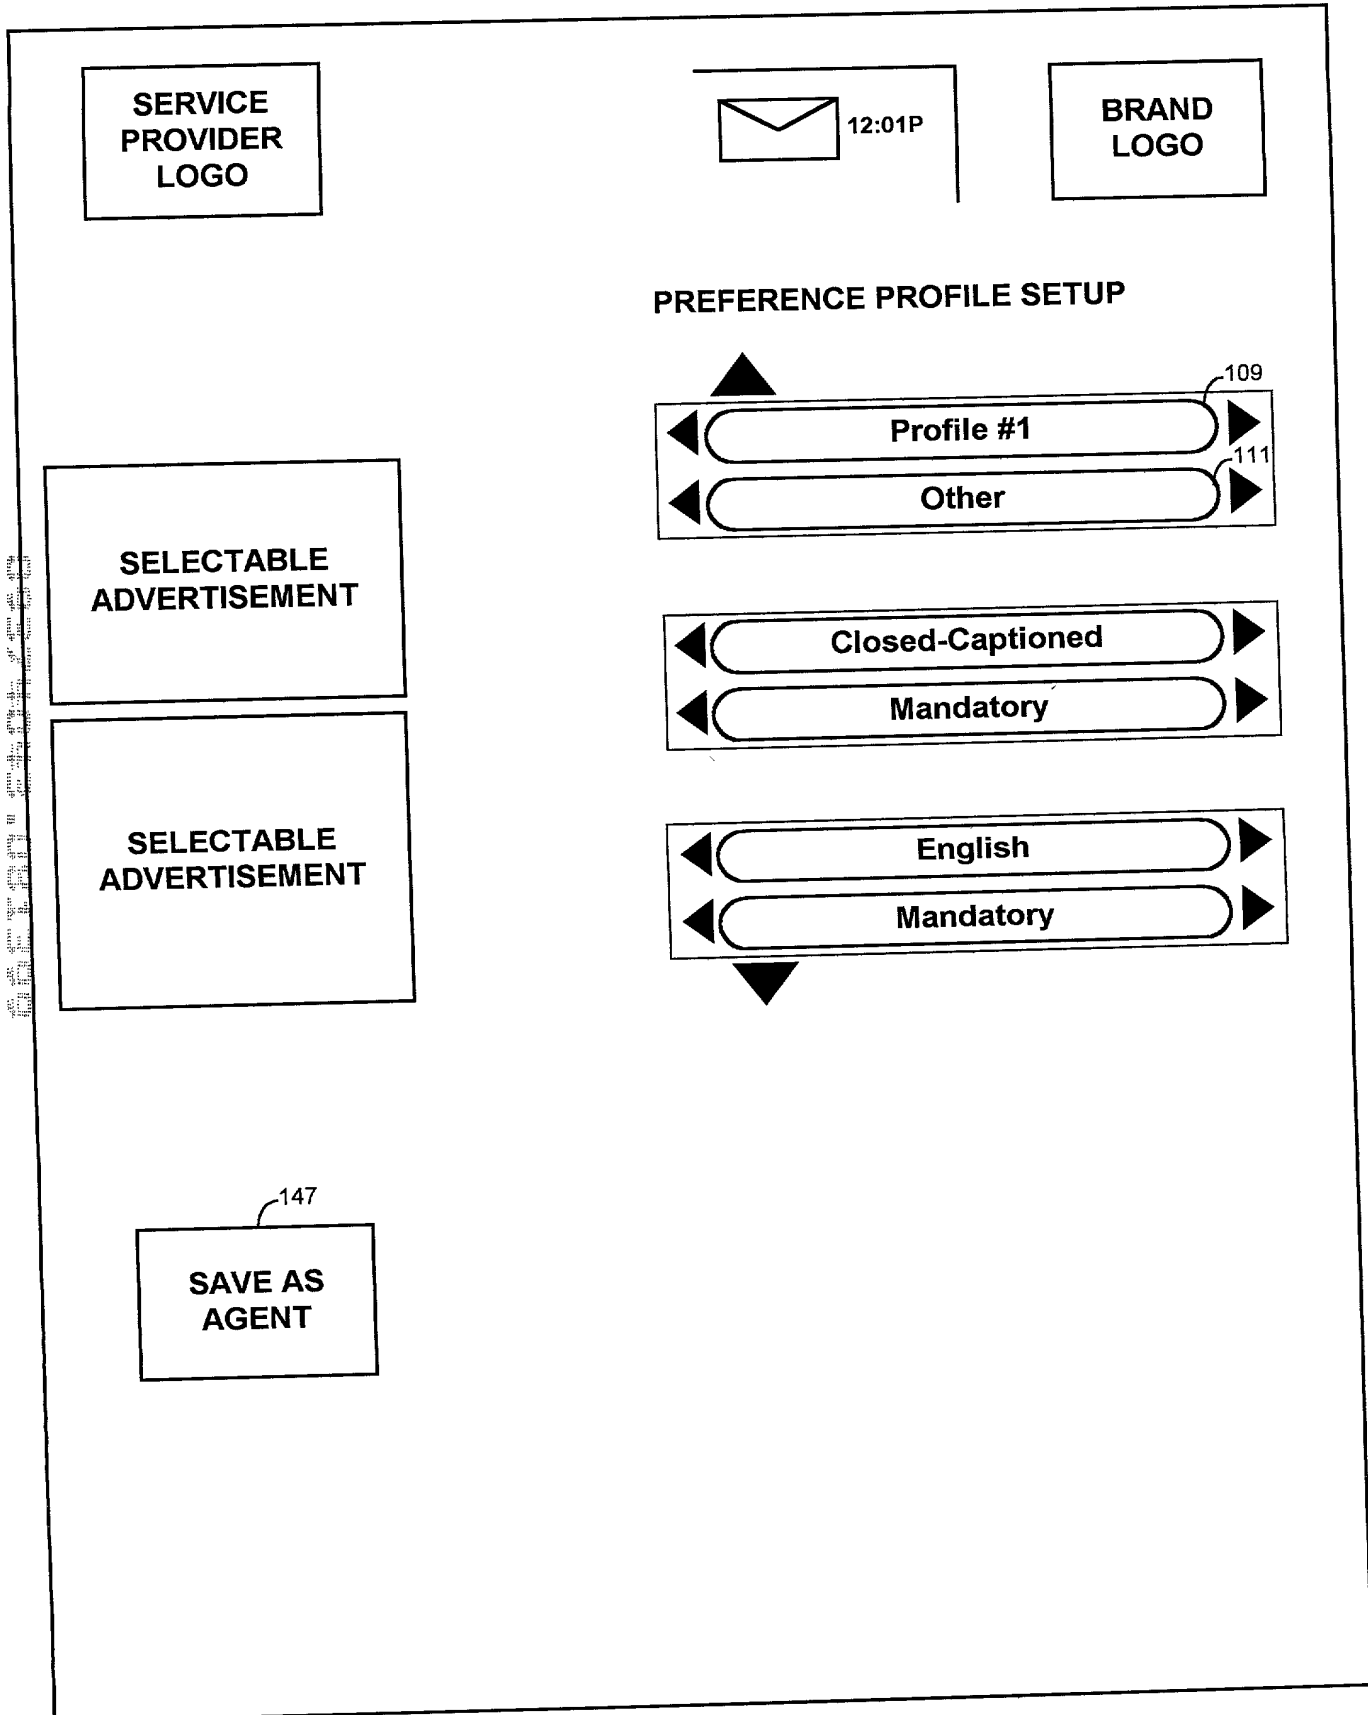 SERVICE
PROVIDER
LOGO
12:01P
BRAND
LOGO
PREFERENCE PROFILE SETUP
109
Profile #1
111
Other
SELECTABLE
ADVERTISEMENT
Closed-Captioned
Mandatory
SELECTABLE
ADVERTISEMENT
English
Mandatory
147
SAVE AS
AGENT